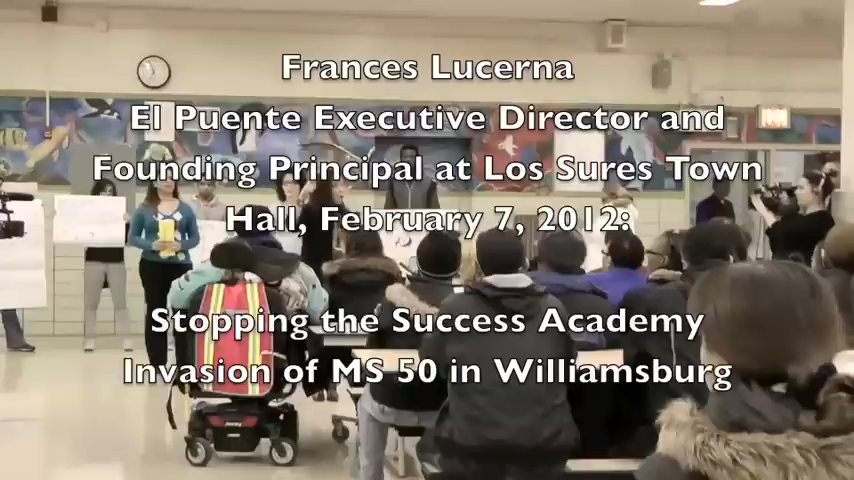 Frances Lucerna
El Puente Executive Director and
Founding Principal at Los Sures Town
Hall, February 7, 2012:
Stopping the Success Academy
Invasion of MS 50 in Williamsburg